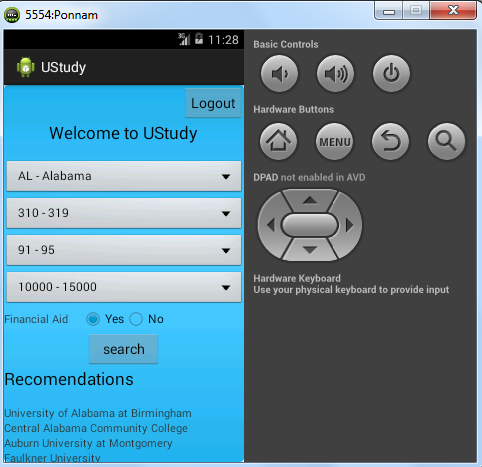 5554:Ponnam
3G 11:28
UStudy
Logout
Welcome to UStudy
AL - Alabama
310 - 319
91 - 95
10000 - 15000
Financial Aid Yes No
search
Recomendations
University of Alabama at Birmingham
Central Alabama Community College
Auburn University at Montgomery
Faulkner University
Basic Controls
Hardware Buttons
MENU
DPAD not enabled in AVD
Hardware Keyboard
Use your physical keyboard to provide input